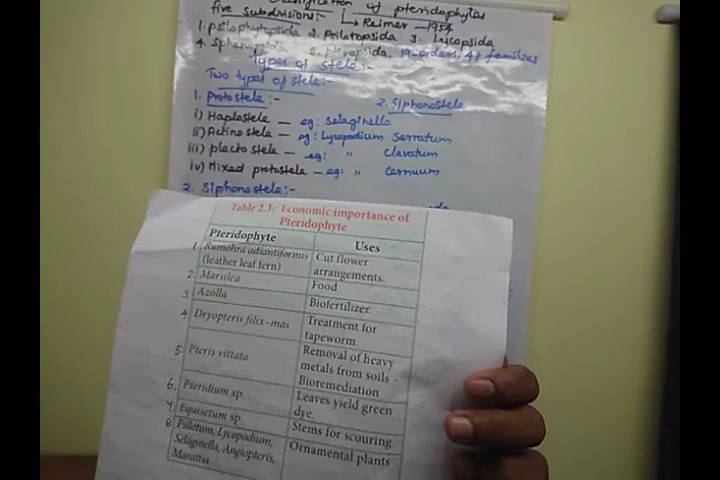 Classification of pteridophytes
five subdivisions:- → Reimer - 1954
1. psilophytopsida 2. Psilotopsida 3. Lycopsida
4. Sphenopsida 5. pteropsida. 19-orders, 48 families
Types of stele:-
Two types of stele:-
1. protostele:- 2. Siphonostele
i) Haplostele - eg: Selaginella
ii) Actinostele - eg: Lycopodium Serratum
iii) plectostele - eg: " Clavatum
iv) Mixed protostele - eg: " Cernuum
2. Siphonostele:-
Table 2.3: Economic importance of
Pteridophyte
Pteridophyte Uses
1. Rumohra adiantiformis Cut flower
(leather leaf fern) arrangements.
2. Marsilea Food
3 Azolla Biofertilizer.
4. Dryopteris filix-mas Treatment for
tapeworm.
5. Pteris vittata Removal of heavy
metals from soils -
Bioremediation
6. Pteridium sp. Leaves yield green
dye.
7 Equisetum sp. Stems for scouring.
8 Psilotum, Lycopodium, Ornamental plants
Selaginella, Angiopteris,
Marattia